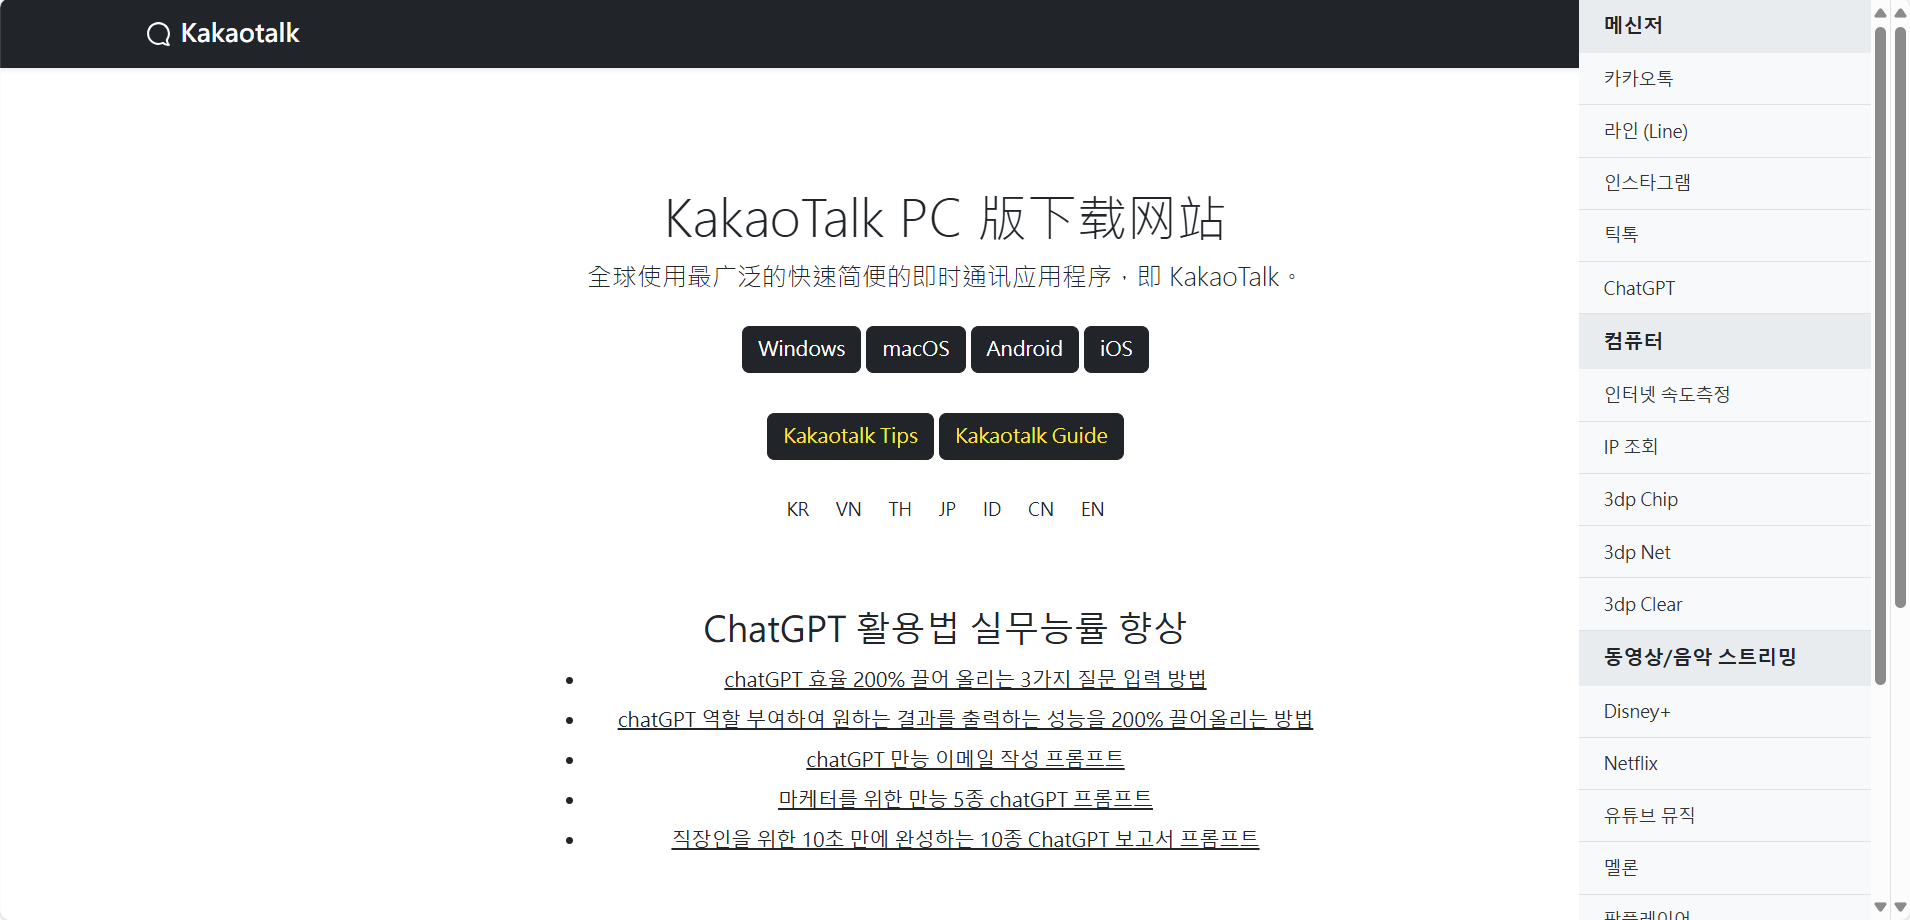 Kakaotalk
KakaoTalk PC 版下载网站
全球使用最广泛的快速简便的即时通讯应用程序，即 KakaoTalk。
Windows macOS Android iOS
Kakaotalk Tips Kakaotalk Guide
KR VN TH JP ID CN EN
ChatGPT 활용법 실무능률 향상
chatGPT 효율 200% 끌어 올리는 3가지 질문 입력 방법
chatGPT 역할 부여하여 원하는 결과를 출력하는 성능을 200% 끌어올리는 방법
chatGPT 만능 이메일 작성 프롬프트
마케터를 위한 만능 5종 chatGPT 프롬프트
직장인을 위한 10초 만에 완성하는 10종 ChatGPT 보고서 프롬프트
메신저
카카오톡
라인 (Line)
인스타그램
틱톡
ChatGPT
컴퓨터
인터넷 속도측정
IP 조회
3dp Chip
3dp Net
3dp Clear
동영상/음악 스트리밍
Disney+
Netflix
유튜브 뮤직
멜론